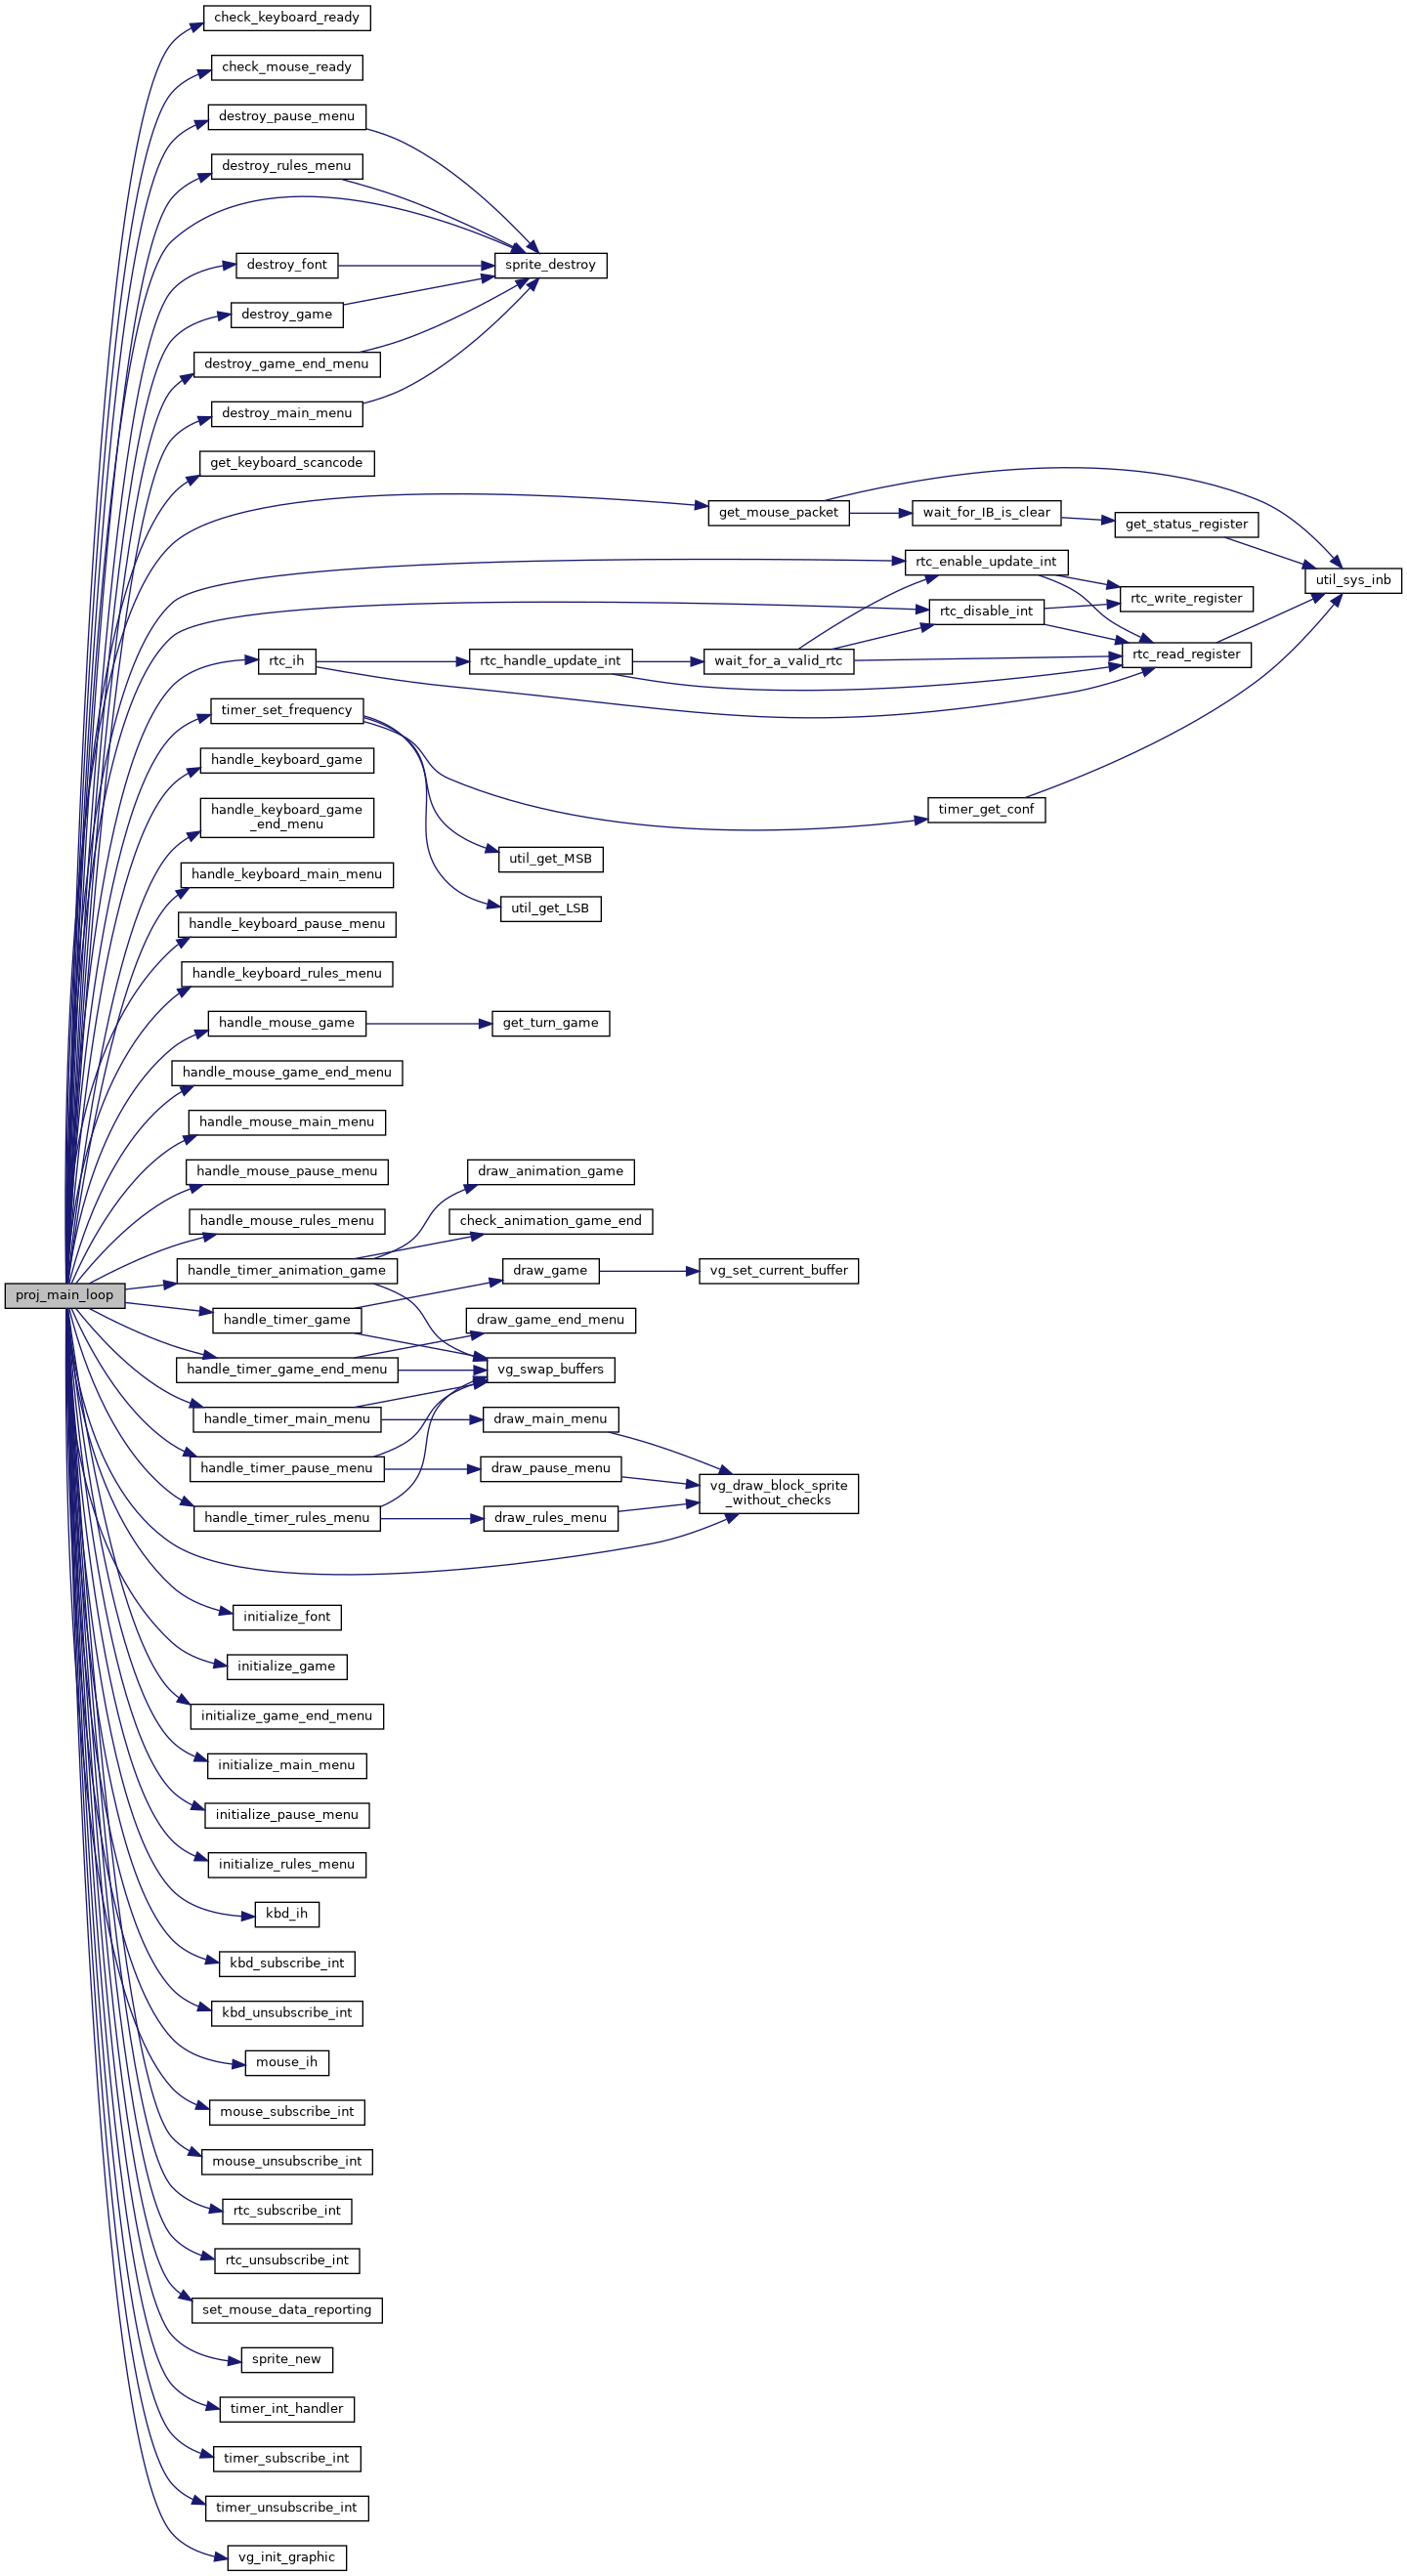 check_keyboard_ready
check_mouse_ready
destroy_pause_menu
destroy_rules_menu
destroy_font
sprite_destroy
destroy_game
destroy_game_end_menu
destroy_main_menu
get_keyboard_scancode
get_mouse_packet
wait_for_IB_is_clear
get_status_register
util_sys_inb
rtc_enable_update_int
rtc_write_register
rtc_disable_int
rtc_read_register
rtc_ih
rtc_handle_update_int
wait_for_a_valid_rtc
timer_set_frequency
handle_keyboard_game
timer_get_conf
handle_keyboard_game
_end_menu
util_get_MSB
handle_keyboard_main_menu
util_get_LSB
handle_keyboard_pause_menu
handle_keyboard_rules_menu
handle_mouse_game
get_turn_game
handle_mouse_game_end_menu
handle_mouse_main_menu
handle_mouse_pause_menu
draw_animation_game
handle_mouse_rules_menu
check_animation_game_end
handle_timer_animation_game
draw_game
vg_set_current_buffer
proj_main_loop
handle_timer_game
draw_game_end_menu
handle_timer_game_end_menu
vg_swap_buffers
handle_timer_main_menu
draw_main_menu
handle_timer_pause_menu
draw_pause_menu
vg_draw_block_sprite
_without_checks
handle_timer_rules_menu
draw_rules_menu
initialize_font
initialize_game
initialize_game_end_menu
initialize_main_menu
initialize_pause_menu
initialize_rules_menu
kbd_ih
kbd_subscribe_int
kbd_unsubscribe_int
mouse_ih
mouse_subscribe_int
mouse_unsubscribe_int
rtc_subscribe_int
rtc_unsubscribe_int
set_mouse_data_reporting
sprite_new
timer_int_handler
timer_subscribe_int
timer_unsubscribe_int
vg_init_graphic